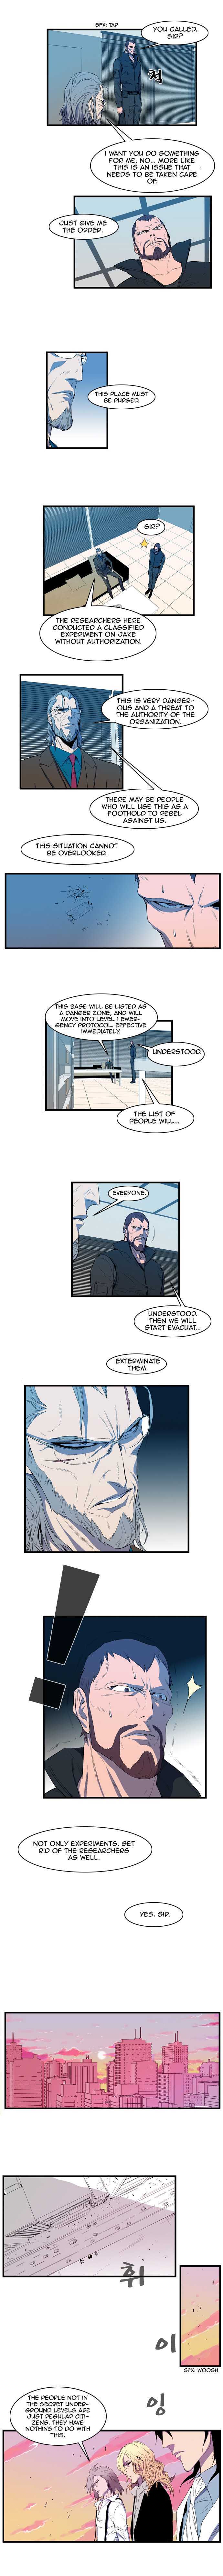 SFX: TAP
YOU CALLED,
SIR?
척
I WANT YOU DO SOMETHING
FOR ME. NO... MORE LIKE
THIS IS AN ISSUE THAT
NEEDS TO BE TAKEN CARE
OF.
JUST GIVE ME
THE ORDER.
THIS PLACE MUST
BE PURGED.
SIR?
THE RESEARCHERS HERE
CONDUCTED A CLASSIFIED
EXPERIMENT ON JAKE
WITHOUT AUTHORIZATION.
THIS IS VERY DANGER-
OUS AND A THREAT TO
THE AUTHORITY OF THE
ORGANIZATION.
THERE MAY BE PEOPLE
WHO WILL USE THIS AS A
FOOTHOLD TO REBEL
AGAINST US.
THIS SITUATION CANNOT
BE OVERLOOKED.
THIS BASE WILL BE LISTED AS
A DANGER ZONE, AND WILL
MOVE INTO LEVEL 1 EMER-
GENCY PROTOCOL. EFFECTIVE
IMMEDIATELY.
UNDERSTOOD.
THE LIST OF
PEOPLE WILL...
EVERYONE.
UNDERSTOOD.
THEN WE WILL
START EVACUAT...
EXTERMINATE
THEM.
!
NOT ONLY EXPERIMENTS. GET
RID OF THE RESEARCHERS
AS WELL.
YES, SIR.
휘
이
SFX: WOOSH
잉
THE PEOPLE NOT IN
THE SECRET UNDER-
GROUND LEVELS ARE
JUST REGULAR CITI-
ZENS. THEY HAVE
NOTHING TO DO WITH
THIS.